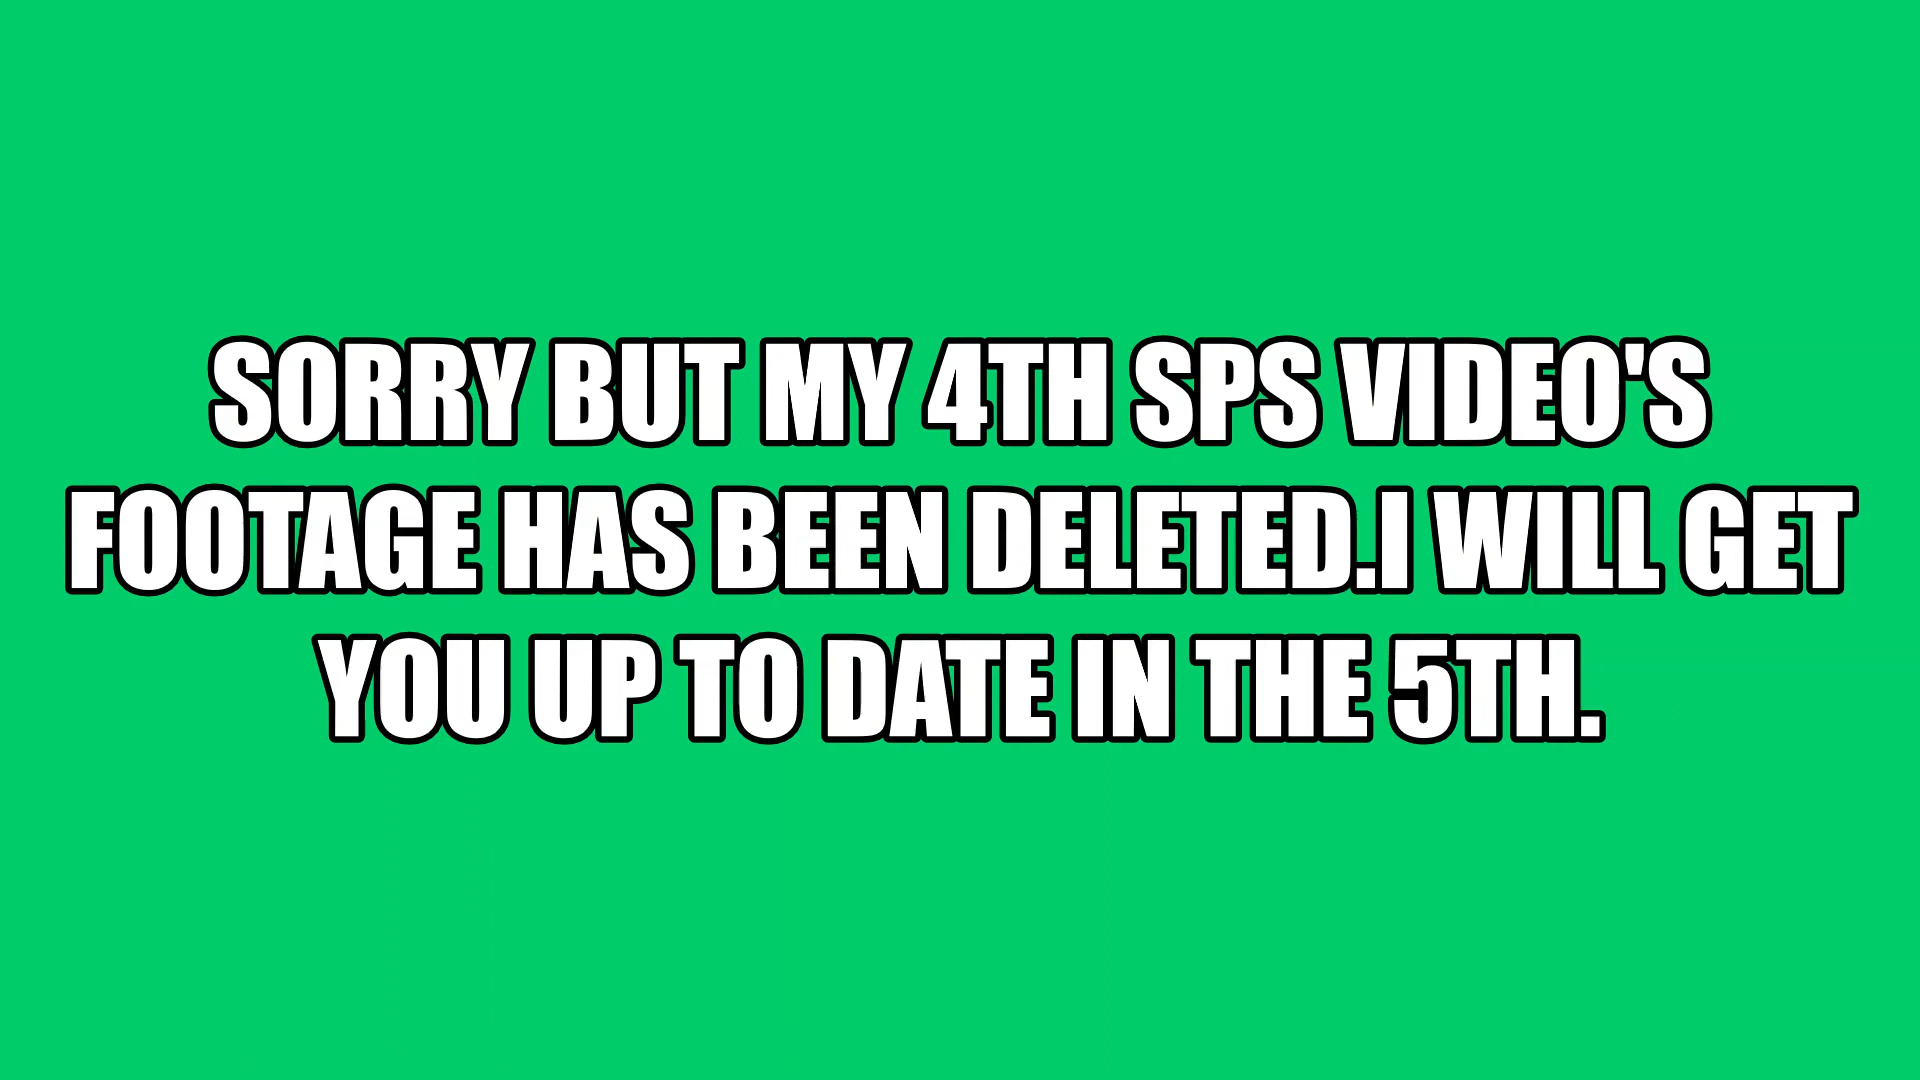 SORRY BUT MY 4TH SPS VIDEO'S
FOOTAGE HAS BEEN DELETED.I WILL GET
YOU UP TO DATE IN THE 5TH.